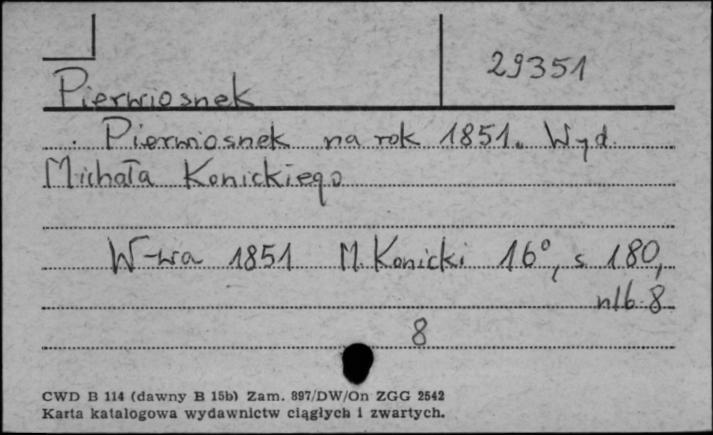 29351
Pierwiosnek
Pierwiosnek na rok 1851. Wyd.
Michała Konickiego
W-wa 1851 M. Konicki 16°, s. 180,
nlb. 8
8
CWD B 114 (dawny B 15b) Zam. 897/DW/On ZGG 2542
Karta katalogowa wydawnictw ciągłych i zwartych.